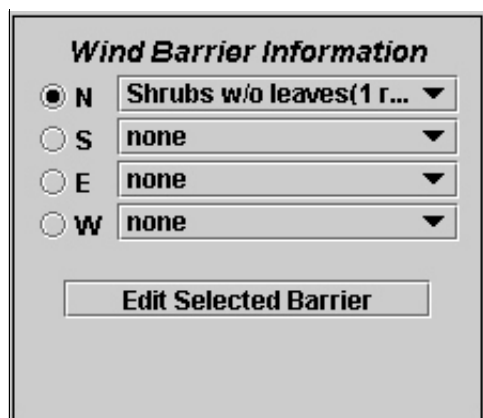 Wind Barrier Information
N Shrubs w/o leaves(1 r...
S none
E none
W none
Edit Selected Barrier